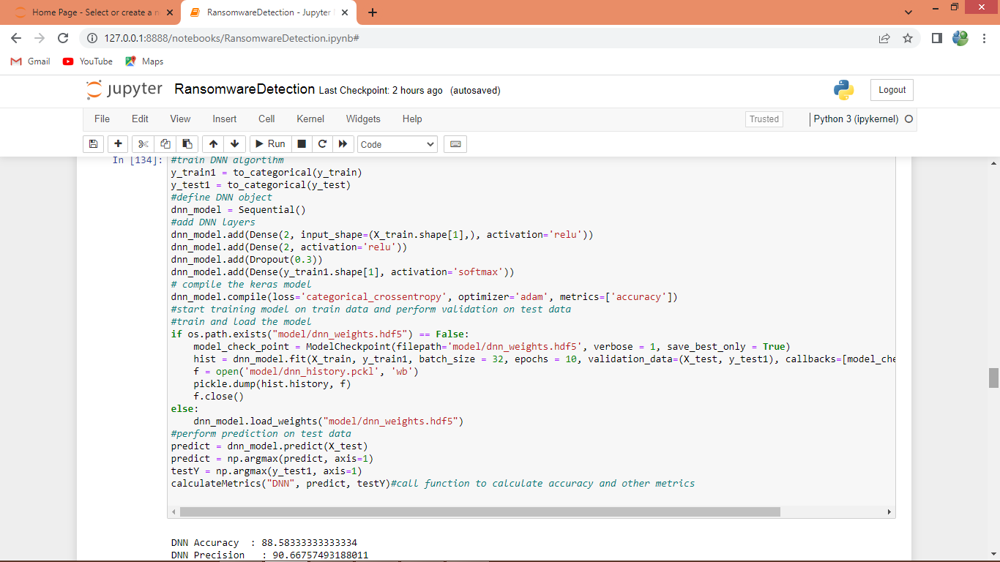 Home Page - Select or create a n
RansomwareDetection - Jupyter
127.0.0.1:8888/notebooks/RansomwareDetection.ipynb#
Gmail YouTube Maps
jupyter RansomwareDetection Last Checkpoint: 2 hours ago (autosaved) Logout
File Edit View Insert Cell Kernel Widgets Help Trusted Python 3 (ipykernel)
Run Code
In [134]: #train DNN algortihm
y_train1 = to_categorical(y_train)
y_test1 = to_categorical(y_test)
#define DNN object
dnn_model = Sequential()
#add DNN layers
dnn_model.add(Dense(2, input_shape=(X_train.shape[1],), activation='relu'))
dnn_model.add(Dense(2, activation='relu'))
dnn_model.add(Dropout(0.3))
dnn_model.add(Dense(y_train1.shape[1], activation='softmax'))
# compile the keras model
dnn_model.compile(loss='categorical_crossentropy', optimizer='adam', metrics=['accuracy'])
#start training model on train data and perform validation on test data
#train and load the model
if os.path.exists("model/dnn_weights.hdf5") == False:
    model_check_point = ModelCheckpoint(filepath='model/dnn_weights.hdf5', verbose = 1, save_best_only = True)
    hist = dnn_model.fit(X_train, y_train1, batch_size = 32, epochs = 10, validation_data=(X_test, y_test1), callbacks=[model_che
    f = open('model/dnn_history.pckl', 'wb')
    pickle.dump(hist.history, f)
    f.close()
else:
    dnn_model.load_weights("model/dnn_weights.hdf5")
#perform prediction on test data
predict = dnn_model.predict(X_test)
predict = np.argmax(predict, axis=1)
testY = np.argmax(y_test1, axis=1)
calculateMetrics("DNN", predict, testY)#call function to calculate accuracy and other metrics
DNN Accuracy  : 88.58333333333334
DNN Precision   : 90.66757493188011